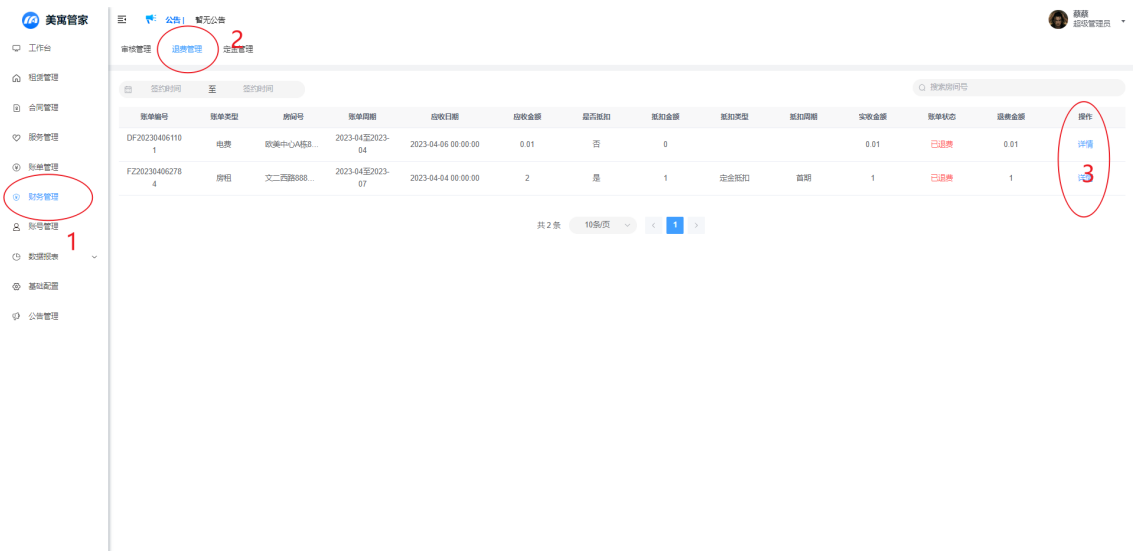 美寓管家
公告| 暂无公告
蔡蔡
超级管理员
工作台
租赁管理
合同管理
服务管理
账单管理
财务管理
账号管理
数据报表
基础配置
公告管理
1
审核管理 退费管理 定金管理
2
签约时间 至 签约时间
搜索房间号
账单编号 账单类型 房间号 账单周期 应收日期 应收金额 是否抵扣 抵扣金额 抵扣类型 抵扣周期 实收金额 账单状态 退费金额 操作
DF20230406110
1 电费 欧美中心A栋8... 2023-04至2023-
04 2023-04-06 00:00:00 0.01 否 0 0.01 已退费 0.01 详情
FZ20230406278
4 房租 文二西路888... 2023-04至2023-
07 2023-04-04 00:00:00 2 是 1 定金抵扣 首期 1 已退费 1 详情
3
共 2 条 10条/页 1